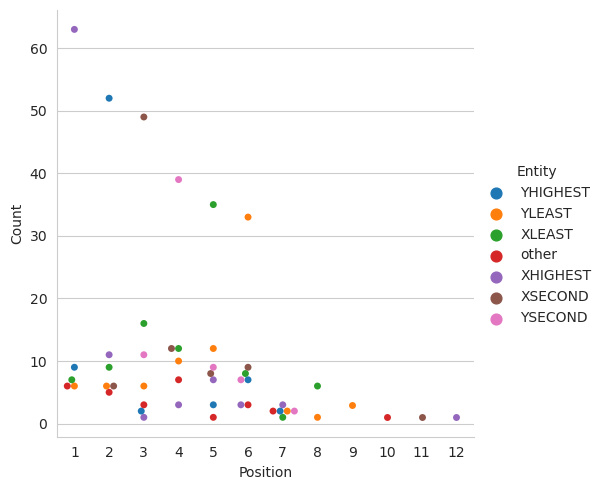 60
50
40
30
20
10
0
Count
1 2 3 4 5 6 7 8 9 10 11 12
Position
Entity
YHIGHEST
YLEAST
XLEAST
other
XHIGHEST
XSECOND
YSECOND